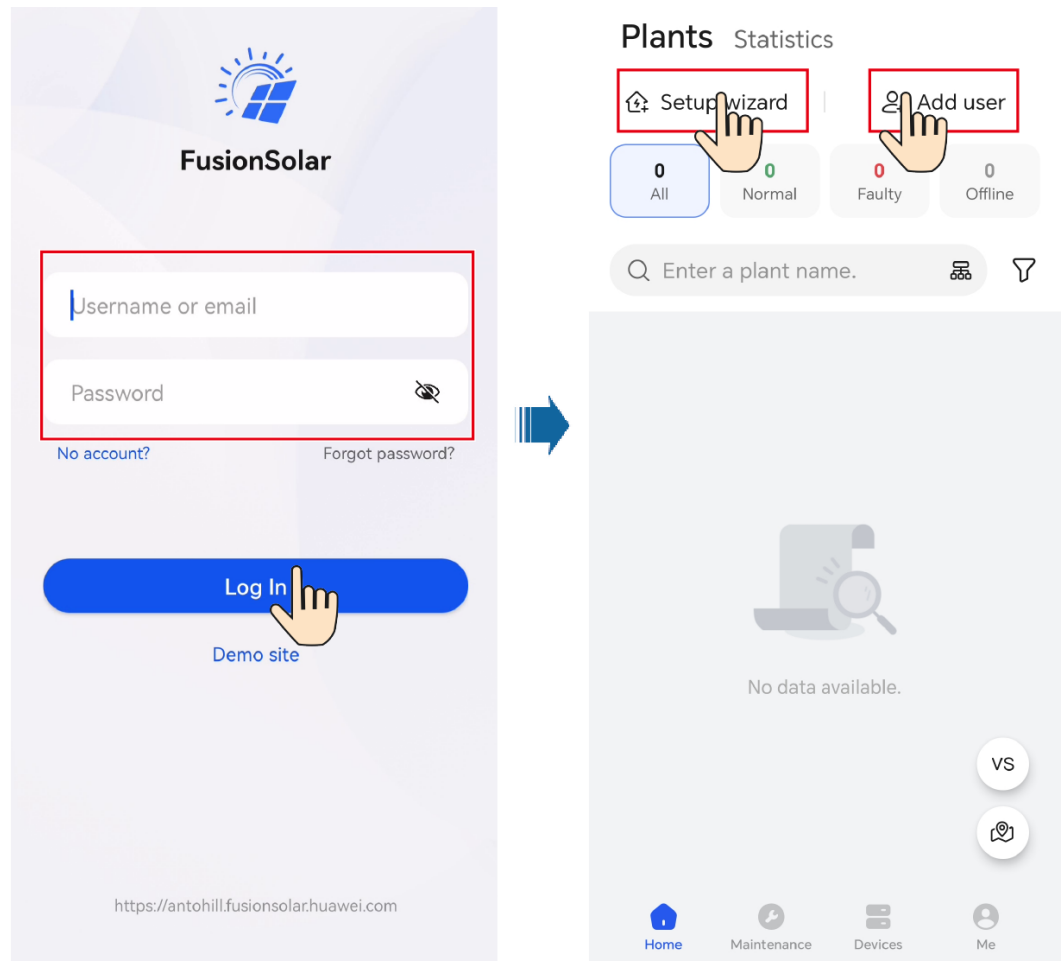 FusionSolar
Username or email
Password
No account?
Forgot password?
Log In
Demo site
https://antohill.fusionsolar.huawei.com
Plants Statistics
Setup wizard
Add user
0
All
0
Normal
0
Faulty
0
Offline
Enter a plant name.
No data available.
VS
Home
Maintenance
Devices
Me